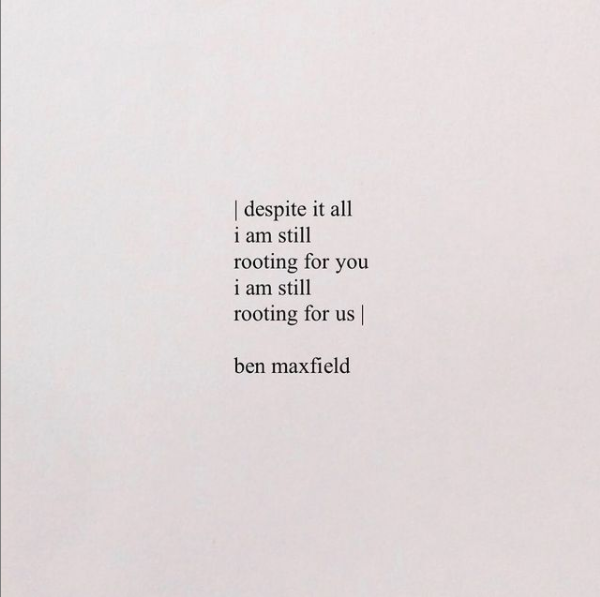 | despite it all
i am still
rooting for you
i am still
rooting for us |
ben maxfield